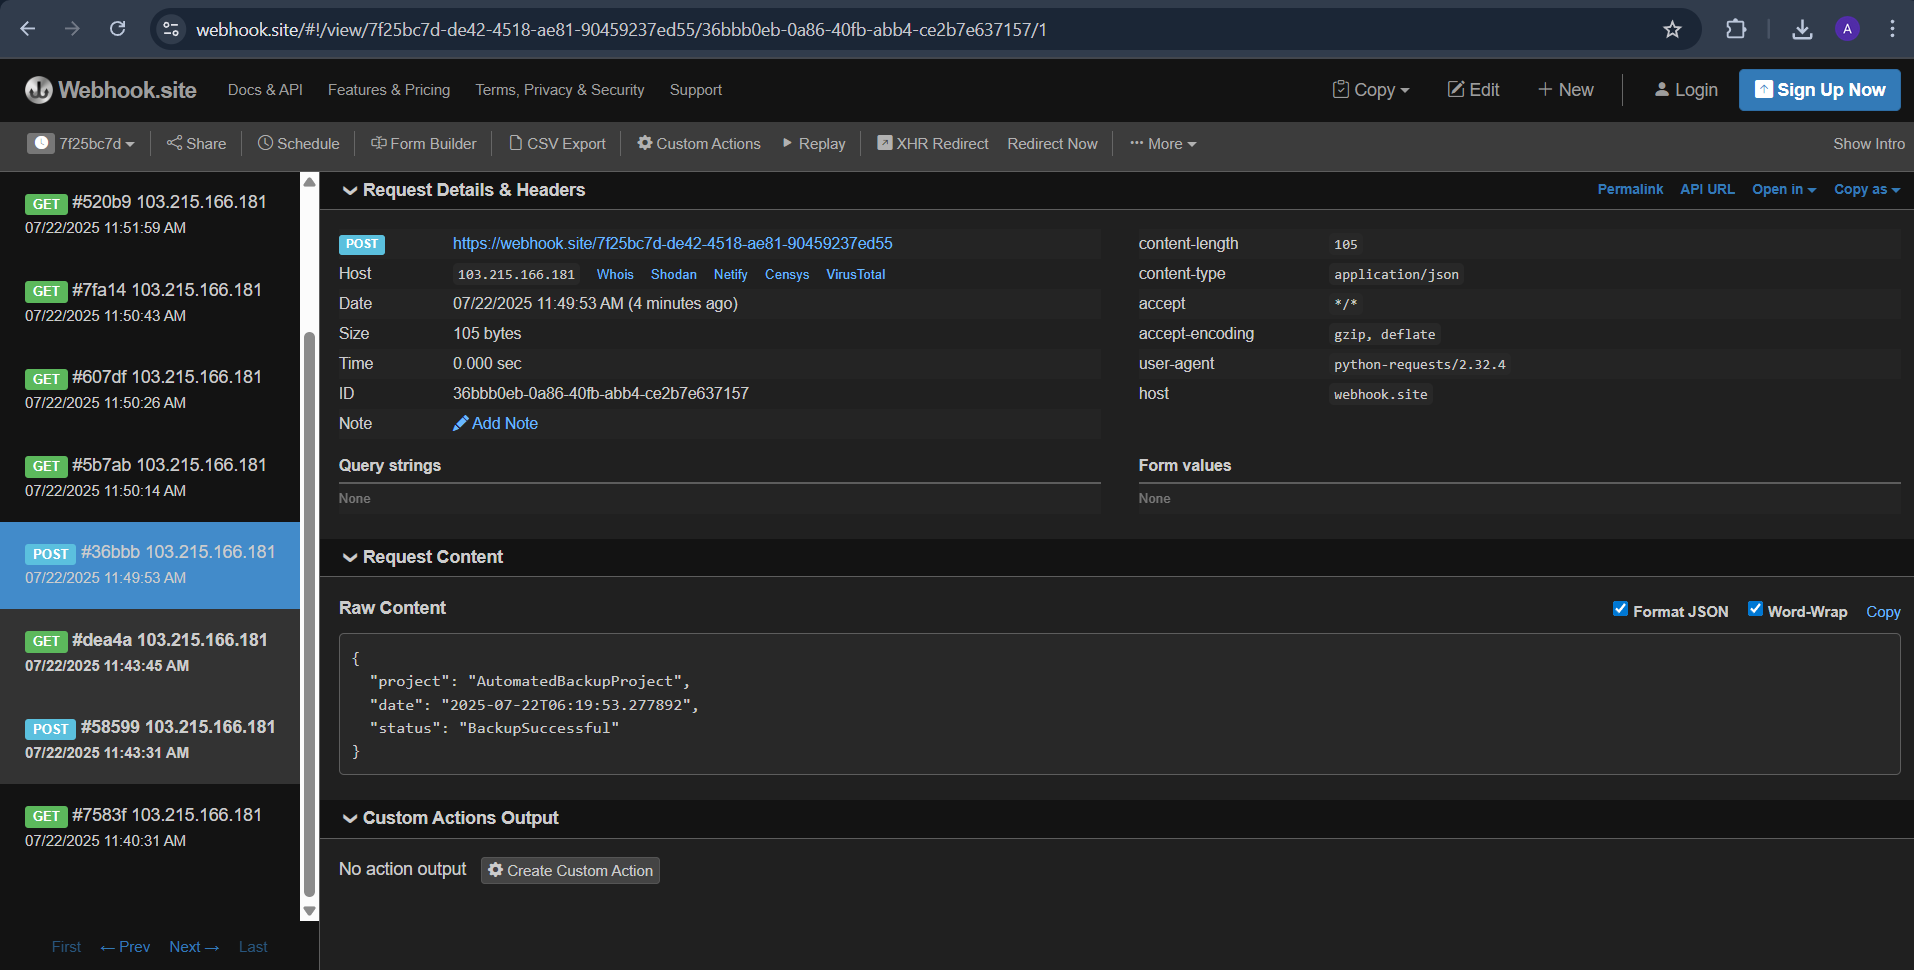 webhook.site/#!/view/7f25bc7d-de42-4518-ae81-90459237ed55/36bbb0eb-0a86-40fb-abb4-ce2b7e637157/1
A
Webhook.site Docs & API Features & Pricing Terms, Privacy & Security Support Copy Edit + New Login Sign Up Now
7f25bc7d Share Schedule Form Builder CSV Export Custom Actions Replay XHR Redirect Redirect Now ··· More Show Intro
GET #520b9 103.215.166.181
07/22/2025 11:51:59 AM
GET #7fa14 103.215.166.181
07/22/2025 11:50:43 AM
GET #607df 103.215.166.181
07/22/2025 11:50:26 AM
GET #5b7ab 103.215.166.181
07/22/2025 11:50:14 AM
POST #36bbb 103.215.166.181
07/22/2025 11:49:53 AM
GET #dea4a 103.215.166.181
07/22/2025 11:43:45 AM
POST #58599 103.215.166.181
07/22/2025 11:43:31 AM
GET #7583f 103.215.166.181
07/22/2025 11:40:31 AM
First ← Prev Next → Last
Request Details & Headers Permalink API URL Open in Copy as
POST https://webhook.site/7f25bc7d-de42-4518-ae81-90459237ed55
Host 103.215.166.181 Whois Shodan Netify Censys VirusTotal
Date 07/22/2025 11:49:53 AM (4 minutes ago)
Size 105 bytes
Time 0.000 sec
ID 36bbb0eb-0a86-40fb-abb4-ce2b7e637157
Note Add Note
content-length 105
content-type application/json
accept */*
accept-encoding gzip, deflate
user-agent python-requests/2.32.4
host webhook.site
Query strings
None
Form values
None
Request Content
Raw Content Format JSON Word-Wrap Copy
{
"project": "AutomatedBackupProject",
"date": "2025-07-22T06:19:53.277892",
"status": "BackupSuccessful"
}
Custom Actions Output
No action output Create Custom Action